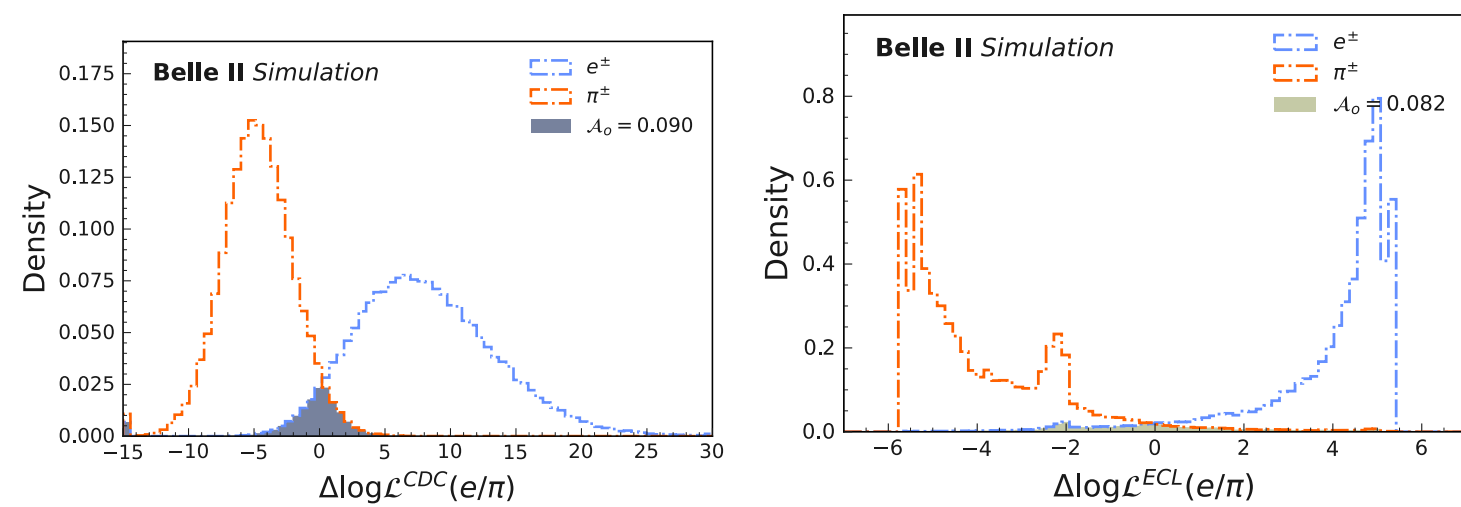 Belle II Simulation
e±
π±
𝒜ₒ = 0.090
0.175
0.150
0.125
0.100
0.075
0.050
0.025
0.000
Density
−15 −10 −5 0 5 10 15 20 25 30
Δlogℒ^CDC(e/π)
Belle II Simulation
e±
π±
𝒜ₒ = 0.082
0.8
0.6
0.4
0.2
0.0
Density
−6 −4 −2 0 2 4 6
Δlogℒ^ECL(e/π)